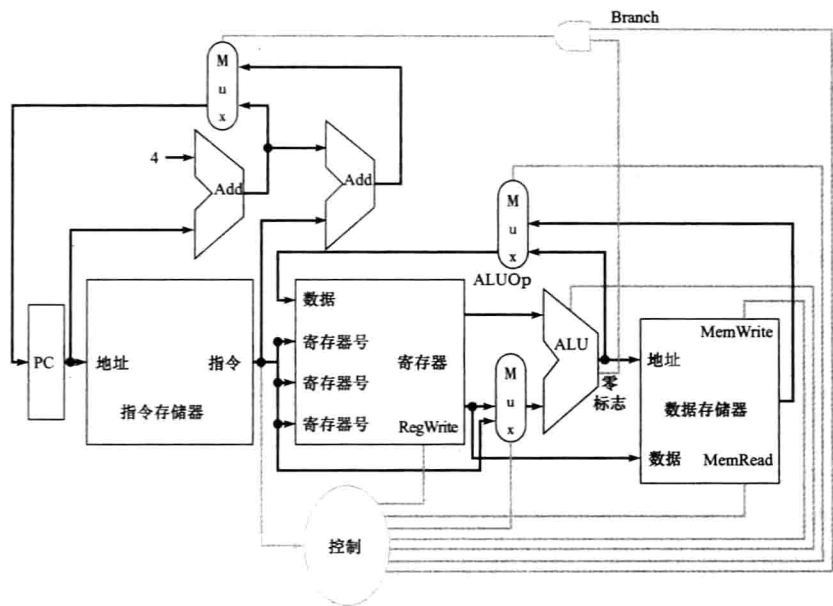 Branch
M
u
x
4
Add
Add
M
u
x
ALUOp
数据
寄存器号
寄存器号
寄存器号
寄存器
RegWrite
PC
地址
指令
指令存储器
M
u
x
ALU
零
标志
MemWrite
地址
数据存储器
数据
MemRead
控制